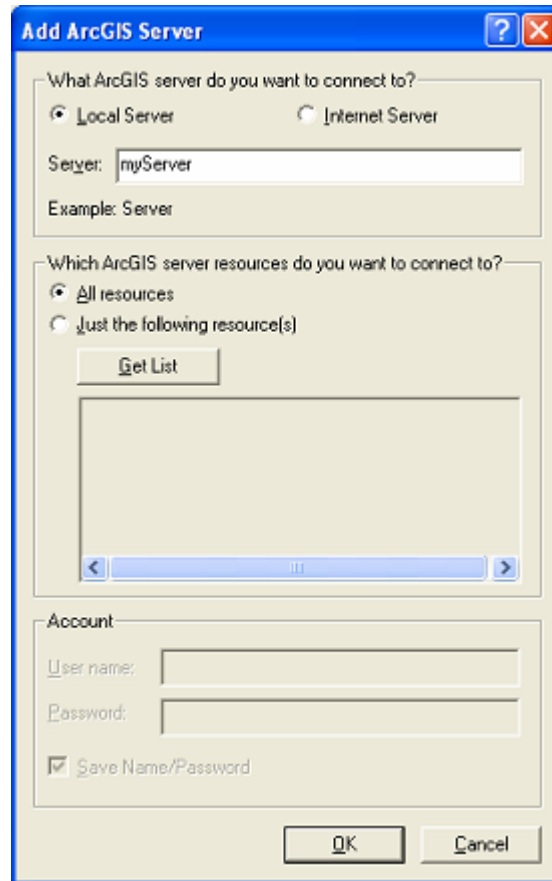 Add ArcGIS Server
What ArcGIS server do you want to connect to?
Local Server Internet Server
Server: myServer
Example: Server
Which ArcGIS server resources do you want to connect to?
All resources
Just the following resource(s)
Get List
Account
User name:
Password:
Save Name/Password
OK Cancel